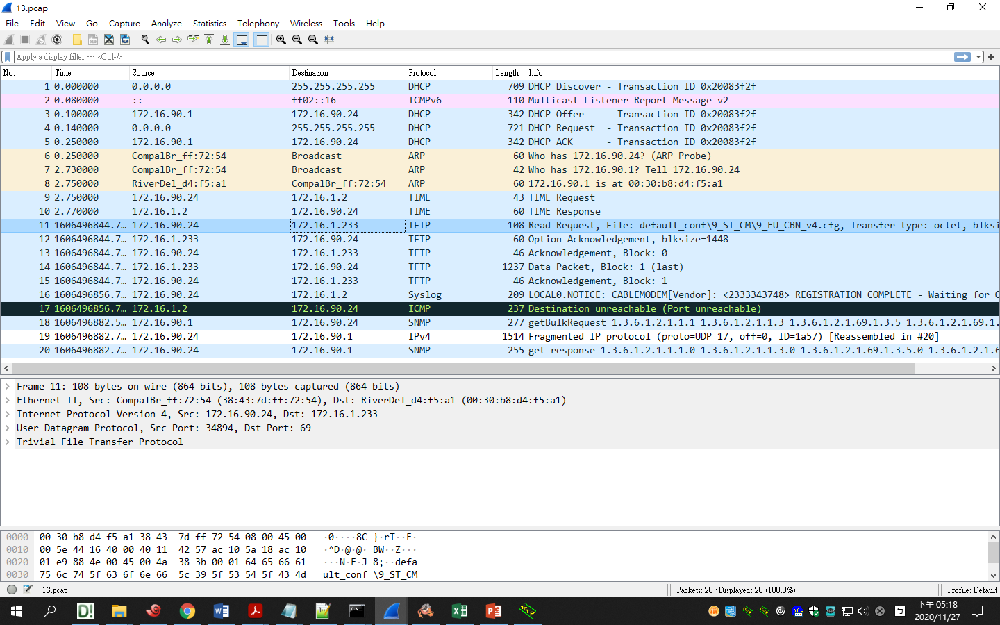 13.pcap
File Edit View Go Capture Analyze Statistics Telephony Wireless Tools Help
Apply a display filter ··· <Ctrl-/>
No. Time Source Destination Protocol Length Info
1 0.000000 0.0.0.0 255.255.255.255 DHCP 709 DHCP Discover - Transaction ID 0x20083f2f
2 0.080000 :: ff02::16 ICMPv6 110 Multicast Listener Report Message v2
3 0.100000 172.16.90.1 172.16.90.24 DHCP 342 DHCP Offer - Transaction ID 0x20083f2f
4 0.140000 0.0.0.0 255.255.255.255 DHCP 721 DHCP Request - Transaction ID 0x20083f2f
5 0.250000 172.16.90.1 172.16.90.24 DHCP 342 DHCP ACK - Transaction ID 0x20083f2f
6 0.250000 CompalBr_ff:72:54 Broadcast ARP 60 Who has 172.16.90.24? (ARP Probe)
7 2.730000 CompalBr_ff:72:54 Broadcast ARP 42 Who has 172.16.90.1? Tell 172.16.90.24
8 2.750000 RiverDel_d4:f5:a1 CompalBr_ff:72:54 ARP 60 172.16.90.1 is at 00:30:b8:d4:f5:a1
9 2.750000 172.16.90.24 172.16.1.2 TIME 43 TIME Request
10 2.770000 172.16.1.2 172.16.90.24 TIME 60 TIME Response
11 1606496844.7… 172.16.90.24 172.16.1.233 TFTP 108 Read Request, File: default_conf\9_ST_CM\9_EU_CBN_v4.cfg, Transfer type: octet, blksi
12 1606496844.7… 172.16.1.233 172.16.90.24 TFTP 60 Option Acknowledgement, blksize=1448
13 1606496844.7… 172.16.90.24 172.16.1.233 TFTP 46 Acknowledgement, Block: 0
14 1606496844.7… 172.16.1.233 172.16.90.24 TFTP 1237 Data Packet, Block: 1 (last)
15 1606496844.7… 172.16.90.24 172.16.1.233 TFTP 46 Acknowledgement, Block: 1
16 1606496856.7… 172.16.90.24 172.16.1.2 Syslog 209 LOCAL0.NOTICE: CABLEMODEM[Vendor]: <2333343748> REGISTRATION COMPLETE - Waiting for O
17 1606496856.7… 172.16.1.2 172.16.90.24 ICMP 237 Destination unreachable (Port unreachable)
18 1606496882.5… 172.16.90.1 172.16.90.24 SNMP 277 getBulkRequest 1.3.6.1.2.1.1.1 1.3.6.1.2.1.1.3 1.3.6.1.2.1.69.1.3.5 1.3.6.1.2.1.69.1.
19 1606496882.7… 172.16.90.24 172.16.90.1 IPv4 1514 Fragmented IP protocol (proto=UDP 17, off=0, ID=1a57) [Reassembled in #20]
20 1606496882.7… 172.16.90.24 172.16.90.1 SNMP 255 get-response 1.3.6.1.2.1.1.1.0 1.3.6.1.2.1.1.3.0 1.3.6.1.2.1.69.1.3.5.0 1.3.6.1.2.1.6
Frame 11: 108 bytes on wire (864 bits), 108 bytes captured (864 bits)
Ethernet II, Src: CompalBr_ff:72:54 (38:43:7d:ff:72:54), Dst: RiverDel_d4:f5:a1 (00:30:b8:d4:f5:a1)
Internet Protocol Version 4, Src: 172.16.90.24, Dst: 172.16.1.233
User Datagram Protocol, Src Port: 34894, Dst Port: 69
Trivial File Transfer Protocol
0000 00 30 b8 d4 f5 a1 38 43 7d ff 72 54 08 00 45 00 ·0····8C }·rT··E·
0010 00 5e 44 16 40 00 40 11 42 57 ac 10 5a 18 ac 10 ·^D·@·@· BW··Z···
0020 01 e9 88 4e 00 45 00 4a 38 3b 00 01 64 65 66 61 ···N·E·J 8;··defa
0030 75 6c 74 5f 63 6f 6e 66 5c 39 5f 53 54 5f 43 4d ult_conf \9_ST_CM
13.pcap Packets: 20 · Displayed: 20 (100.0%) Profile: Default
下午 05:18
2020/11/27